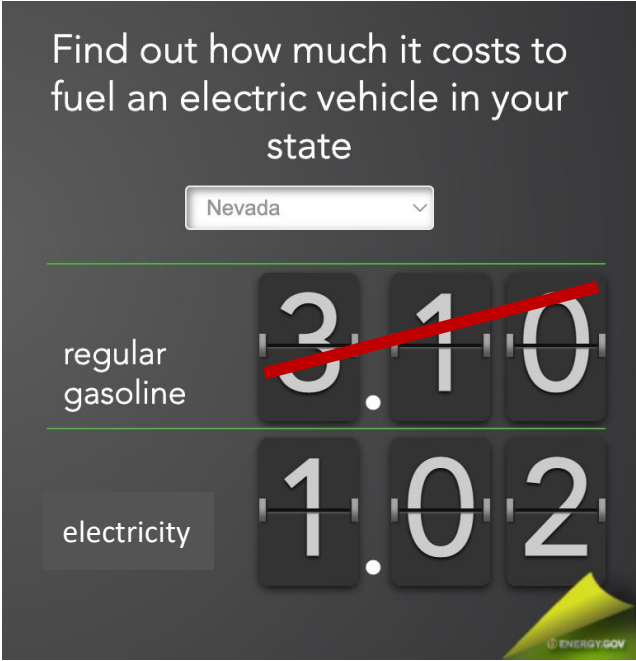 Find out how much it costs to
fuel an electric vehicle in your
state
Nevada
regular
gasoline
3.10
electricity
1.02
ENERGY.GOV